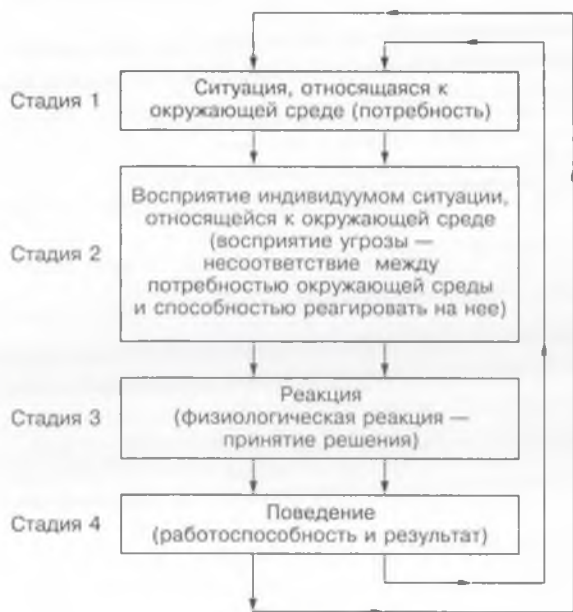 Стадия 1
Ситуация, относящаяся к
окружающей среде (потребность)
Стадия 2
Восприятие индивидуумом ситуации,
относящейся к окружающей среде
(восприятие угрозы —
несоответствие между
потребностью окружающей среды
и способностью реагировать на нее)
Стадия 3
Реакция
(физиологическая реакция —
принятие решения)
Стадия 4
Поведение
(работоспособность и результат)